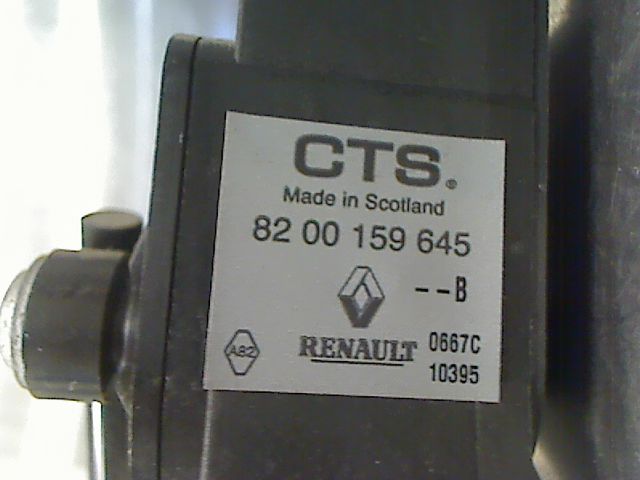 CTS®
Made in Scotland
82 00 159 645
--B
A82
RENAULT
0667C
10395